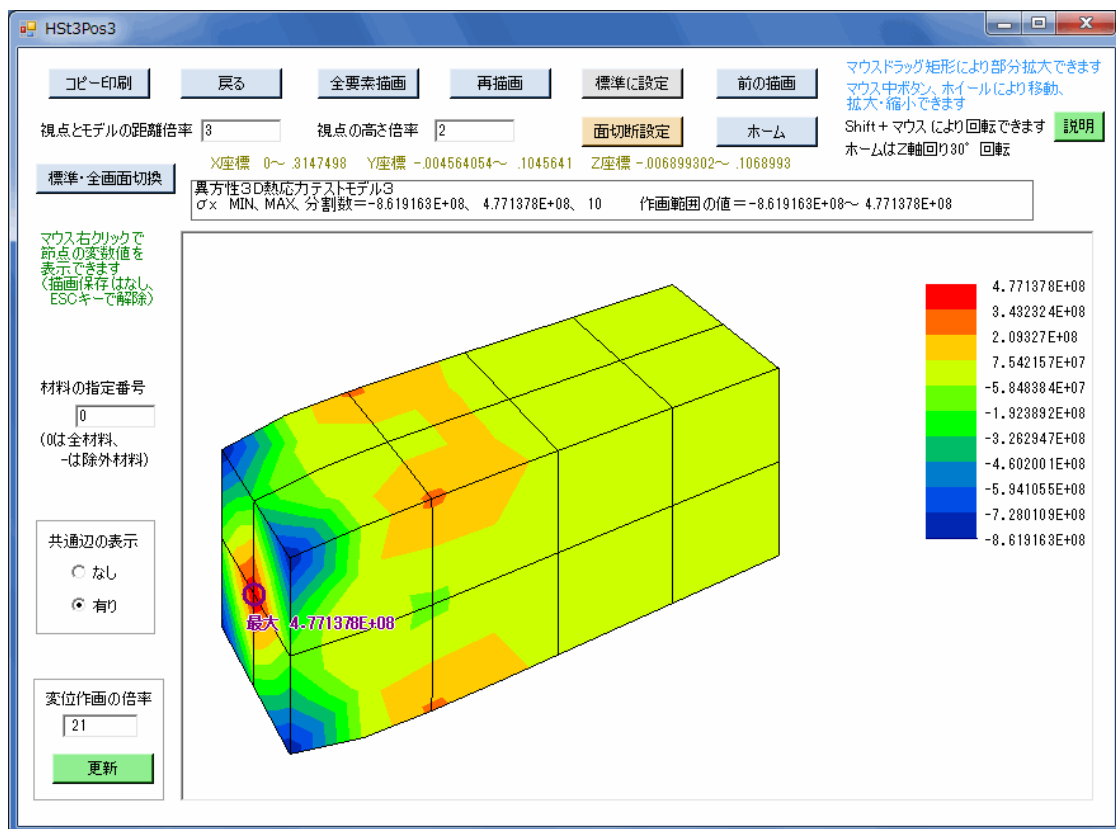 HSt3Pos3
コピー印刷
戻る
全要素描画
再描画
標準に設定
前の描画
マウスドラッグ矩形により部分拡大できます
マウス中ボタン、ホイールにより移動、
拡大・縮小できます
視点とモデルの距離倍率 3
視点の高さ倍率 2
面切断設定
ホーム
Shift+マウス により回転できます
説明
ホームはZ軸回り30° 回転
標準・全画面切換
X座標 0～ .3147498 Y座標 -.004564054～ .1045641 Z座標 -.006899302～ .1068993
異方性3D熱応力テストモデル3
σx MIN、MAX、分割数=-8.619163E+08、 4.771378E+08、 10 作画範囲の値=-8.619163E+08～ 4.771378E+08
マウス右クリックで
節点の変数値を
表示できます
(描画保存はなし、
ESCキーで解除)
材料の指定番号
0
(0は全材料、
-は除外材料)
共通辺の表示
なし
有り
変位作画の倍率
21
更新
最大 4.771378E+08
4.771378E+08
3.432324E+08
2.09327E+08
7.542157E+07
-5.848384E+07
-1.923892E+08
-3.262947E+08
-4.602001E+08
-5.941055E+08
-7.280109E+08
-8.619163E+08